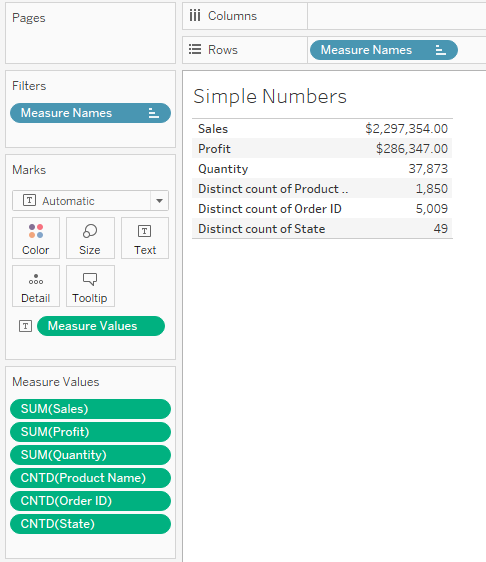 Pages
Columns
Rows
Measure Names
Filters
Measure Names
Marks
T Automatic
Color
Size
T
Text
Detail
Tooltip
T Measure Values
Measure Values
SUM(Sales)
SUM(Profit)
SUM(Quantity)
CNTD(Product Name)
CNTD(Order ID)
CNTD(State)
Simple Numbers
Sales $2,297,354.00
Profit $286,347.00
Quantity 37,873
Distinct count of Product .. 1,850
Distinct count of Order ID 5,009
Distinct count of State 49